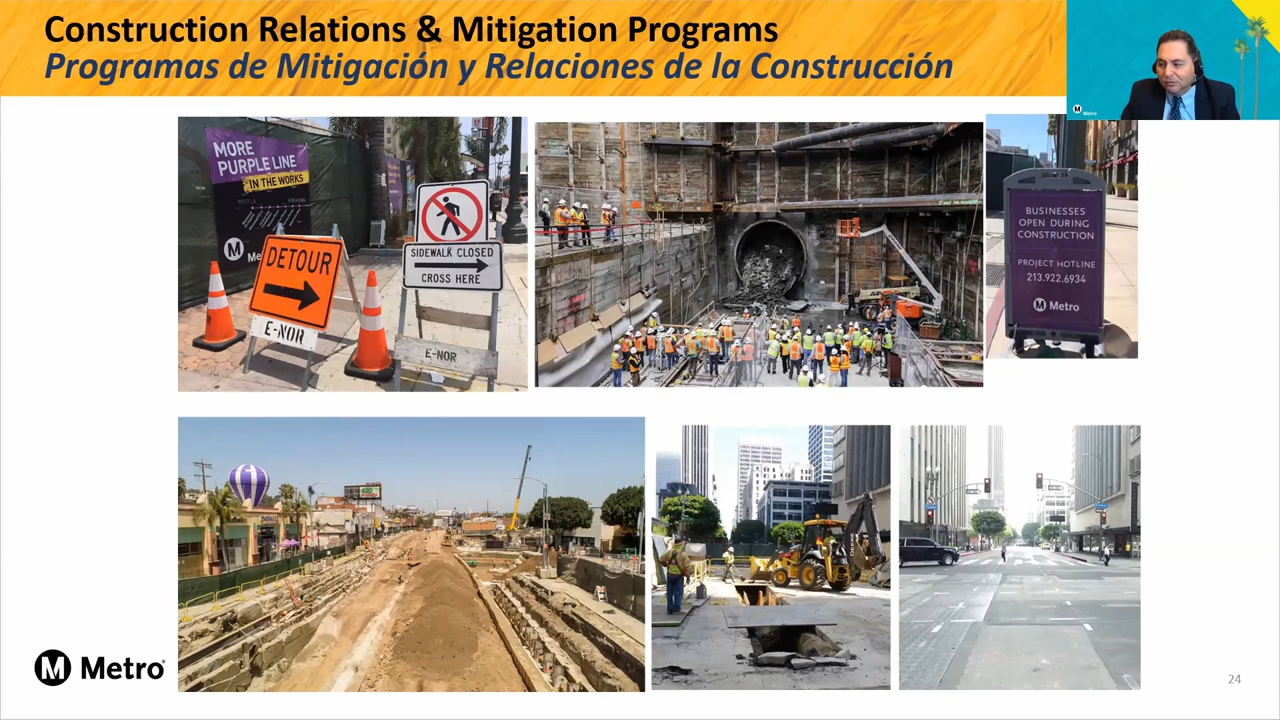 Construction Relations & Mitigation Programs
Programas de Mitigación y Relaciones de la Construcción
M Metro
MORE
PURPLE LINE
IN THE WORKS
M Me
DETOUR
E-NOR
SIDEWALK CLOSED
CROSS HERE
E-NOR
BUSINESSES
OPEN DURING
CONSTRUCTION
PROJECT HOTLINE
213.922.6934
M Metro
M Metro
24